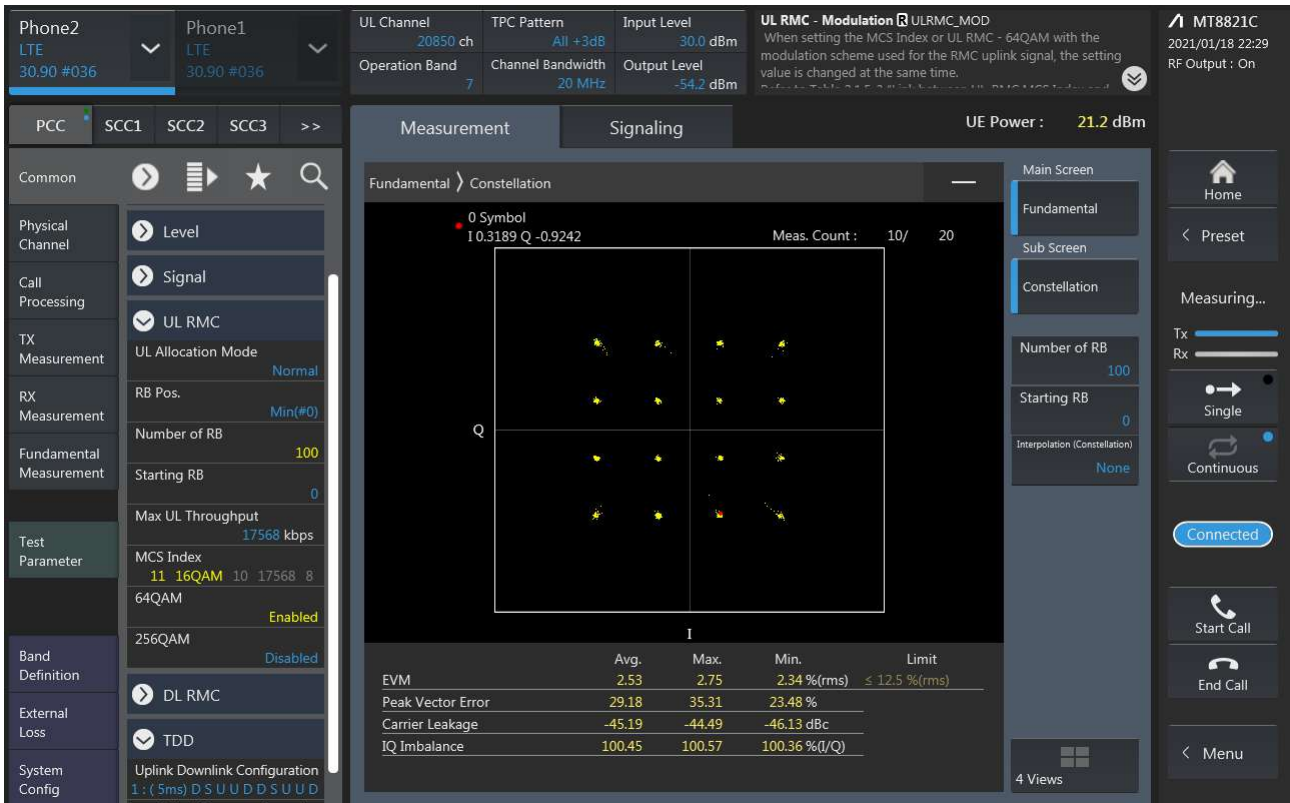 Phone2
LTE
30.90 #036
Phone1
LTE
30.90 #036
UL Channel
20850 ch
Operation Band
7
TPC Pattern
All +3dB
Channel Bandwidth
20 MHz
Input Level
30.0 dBm
Output Level
-54.2 dBm
UL RMC - Modulation R ULRMC_MOD
When setting the MCS Index or UL RMC - 64QAM with the
modulation scheme used for the RMC uplink signal, the setting
value is changed at the same time.
MT8821C
2021/01/18 22:29
RF Output : On
PCC SCC1 SCC2 SCC3 >>
Measurement Signaling
UE Power : 21.2 dBm
Common
Physical
Channel
Call
Processing
TX
Measurement
RX
Measurement
Fundamental
Measurement
Test
Parameter
Band
Definition
External
Loss
System
Config
Level
Signal
UL RMC
UL Allocation Mode
Normal
RB Pos.
Min(#0)
Number of RB
100
Starting RB
0
Max UL Throughput
17568 kbps
MCS Index
11 16QAM 10 17568 8
64QAM
Enabled
256QAM
Disabled
DL RMC
TDD
Uplink Downlink Configuration
1 : ( 5ms) D S U U D D S U U D
Fundamental 〉 Constellation
0 Symbol
I 0.3189 Q -0.9242
Meas. Count : 10/ 20
Q
I
Avg. Max. Min. Limit
EVM 2.53 2.75 2.34 %(rms) ≤ 12.5 %(rms)
Peak Vector Error 29.18 35.31 23.48 %
Carrier Leakage -45.19 -44.49 -46.13 dBc
IQ Imbalance 100.45 100.57 100.36 %(I/Q)
Main Screen
Fundamental
Sub Screen
Constellation
Number of RB
100
Starting RB
0
Interpolation (Constellation)
None
4 Views
Home
< Preset
Measuring...
Tx
Rx
Single
Continuous
Connected
Start Call
End Call
< Menu